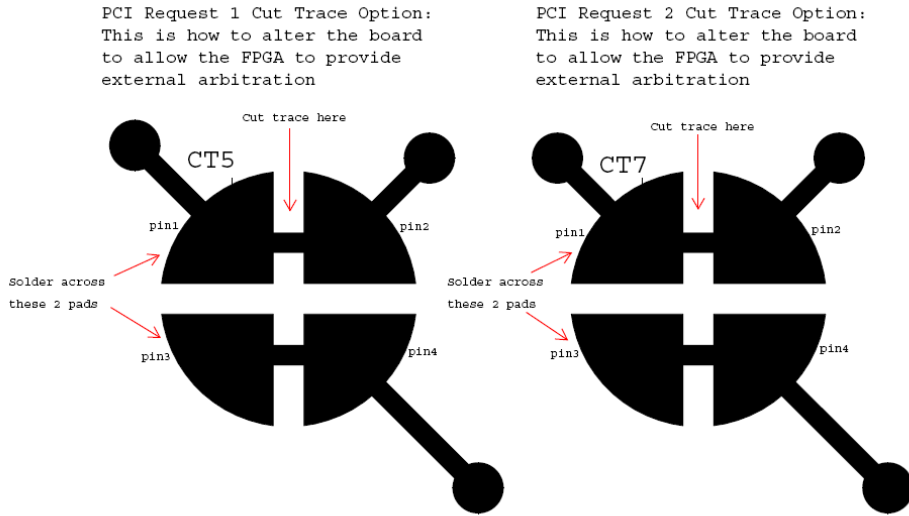 PCI Request 1 Cut Trace Option:
This is how to alter the board
to allow the FPGA to provide
external arbitration
Cut trace here
CT5
pin1
pin2
Solder across
these 2 pads
pin3
pin4
PCI Request 2 Cut Trace Option:
This is how to alter the board
to allow the FPGA to provide
external arbitration
Cut trace here
CT7
pin1
pin2
Solder across
these 2 pads
pin3
pin4